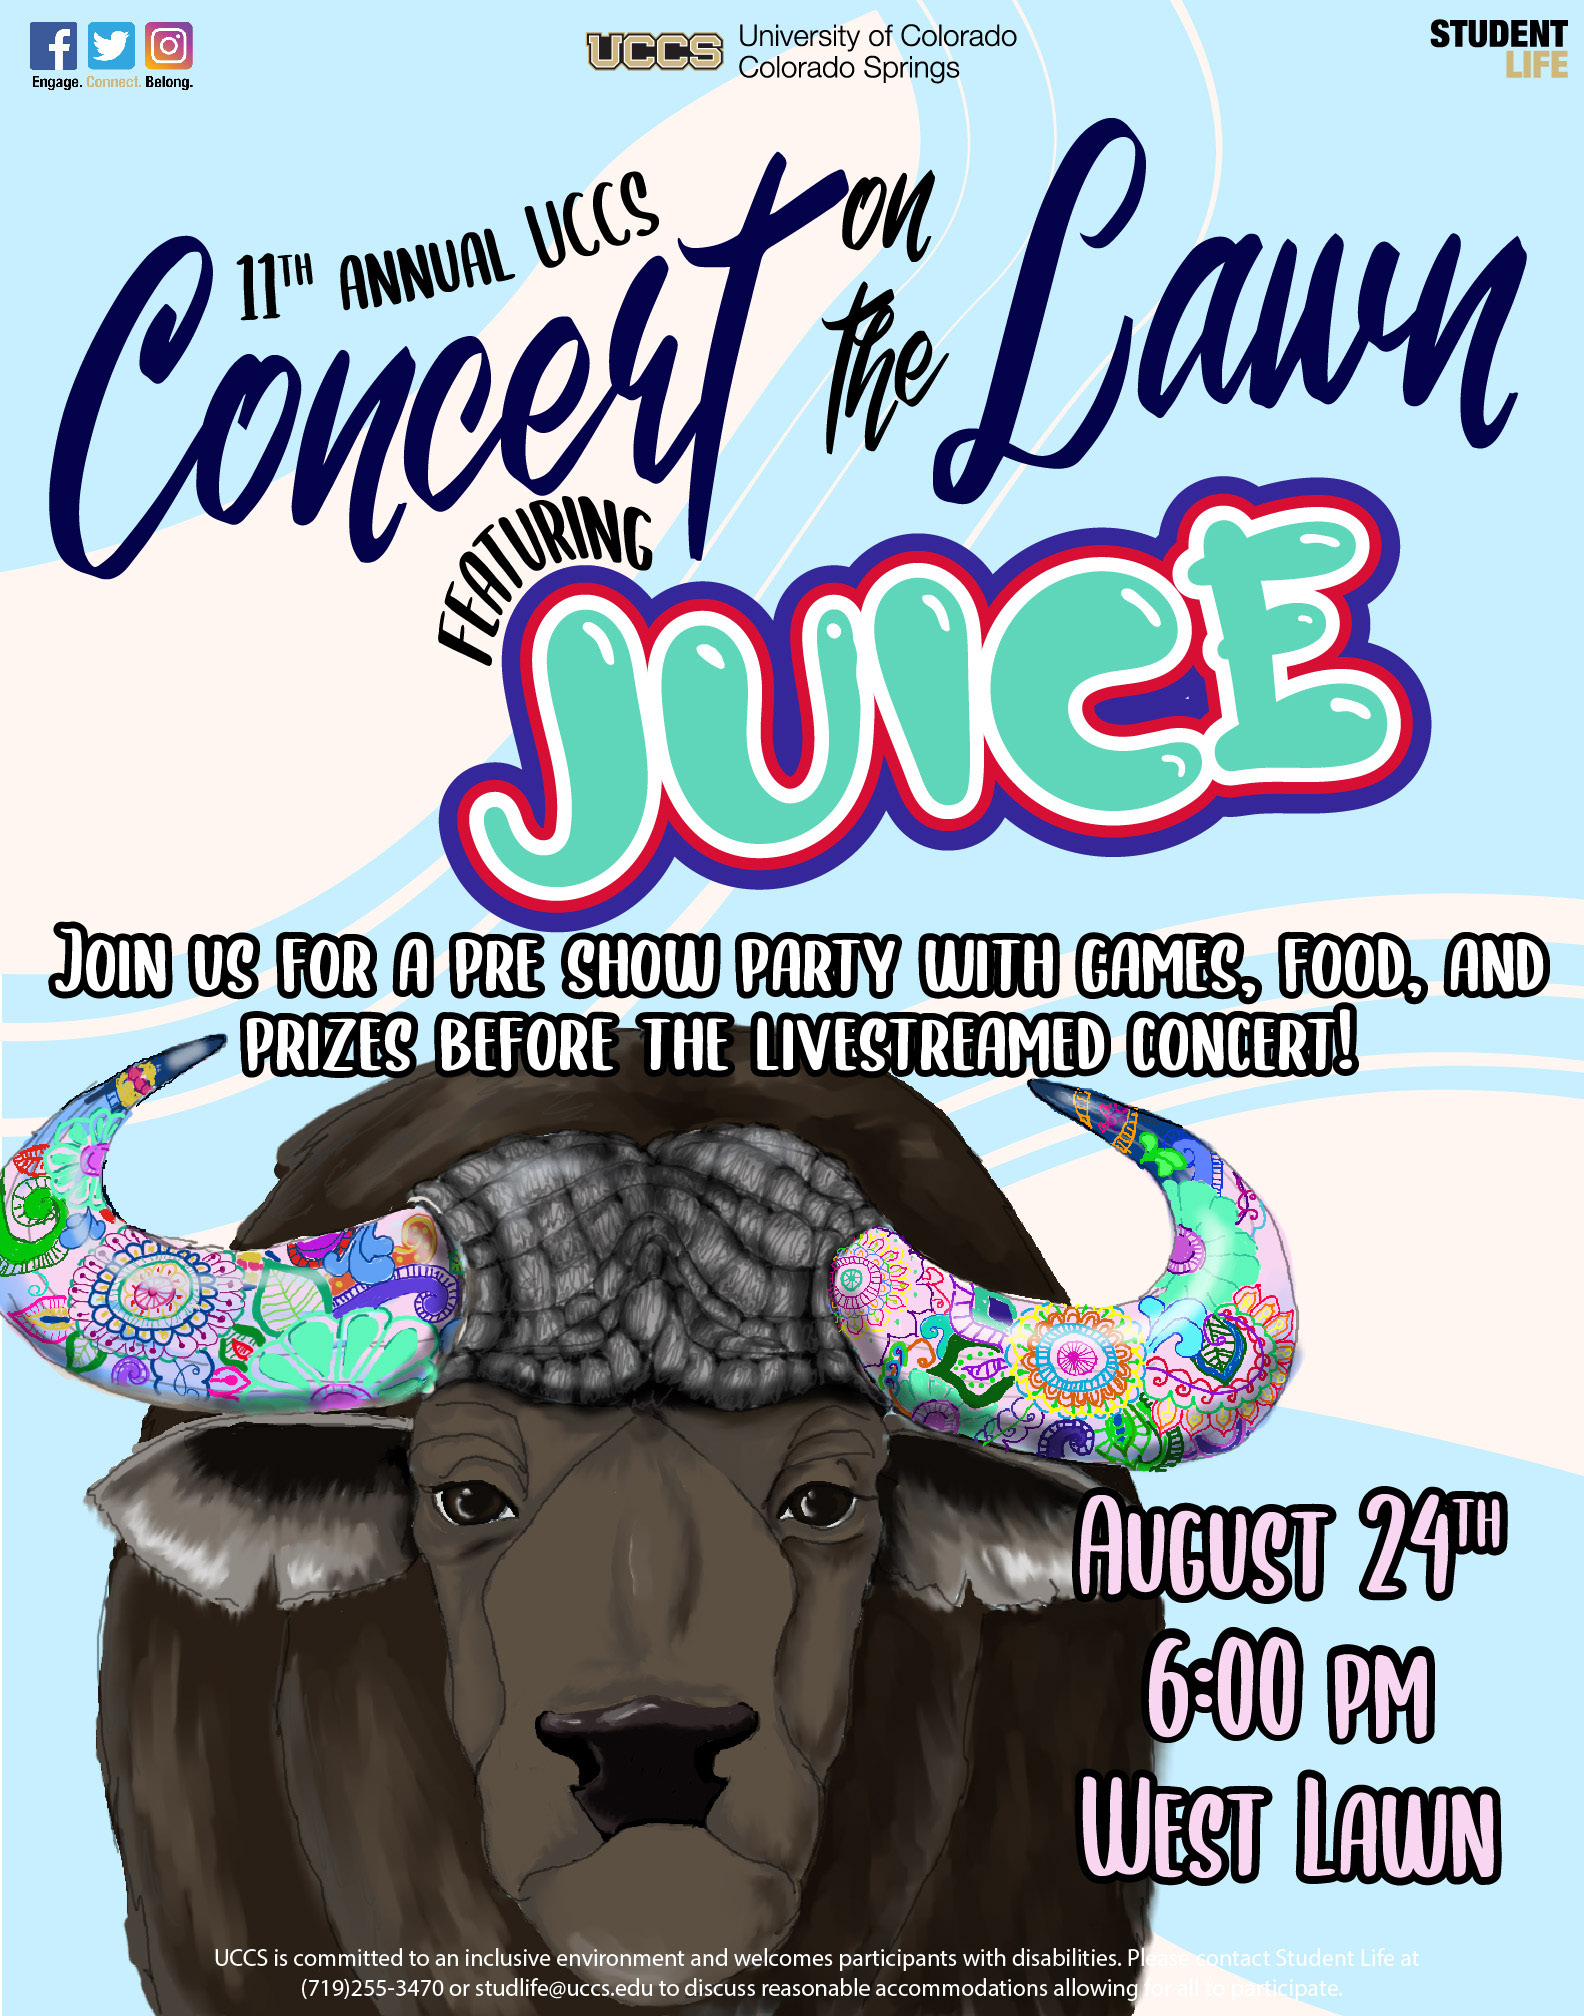 Engage. Connect. Belong.
UCCS
University of Colorado
Colorado Springs
STUDENT
LIFE
11TH ANNUAL UCCS
Concert on the Lawn
FEATURING
JUICE
JOIN US FOR A PRE SHOW PARTY WITH GAMES, FOOD, AND
PRIZES BEFORE THE LIVESTREAMED CONCERT!
AUGUST 24TH
6:00 PM
WEST LAWN
UCCS is committed to an inclusive environment and welcomes participants with disabilities. Please contact Student Life at
(719)255-3470 or studlife@uccs.edu to discuss reasonable accommodations allowing for all to participate.